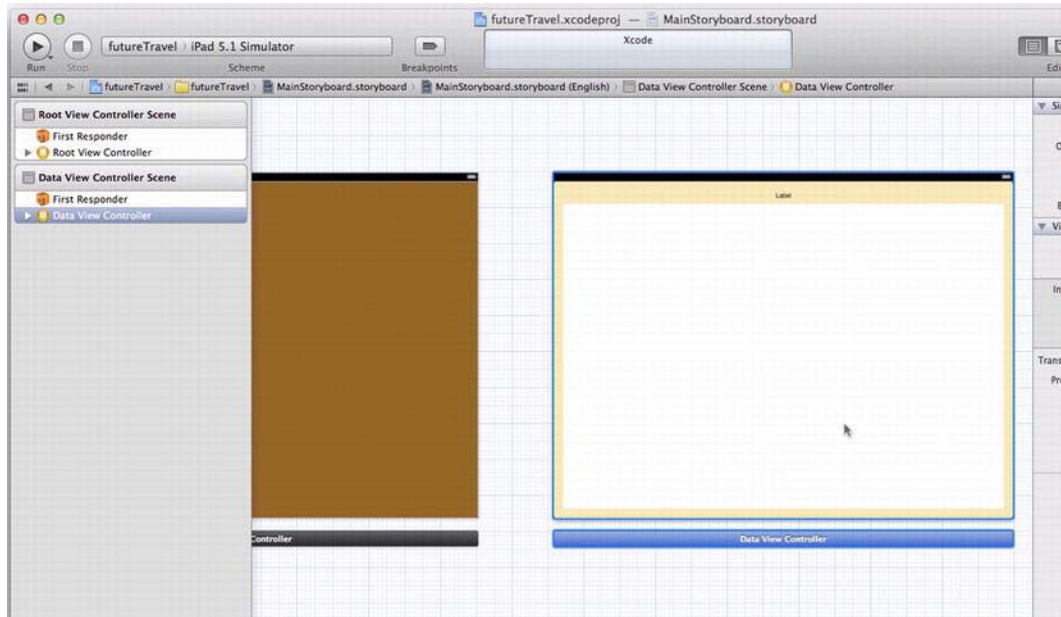 futureTravel.xcodeproj — MainStoryboard.storyboard
futureTravel iPad 5.1 Simulator
Xcode
Run Stop Scheme Breakpoints
futureTravel futureTravel MainStoryboard.storyboard MainStoryboard.storyboard (English) Data View Controller Scene Data View Controller
Root View Controller Scene
First Responder
Root View Controller
Data View Controller Scene
First Responder
Data View Controller
Label
Controller
Data View Controller